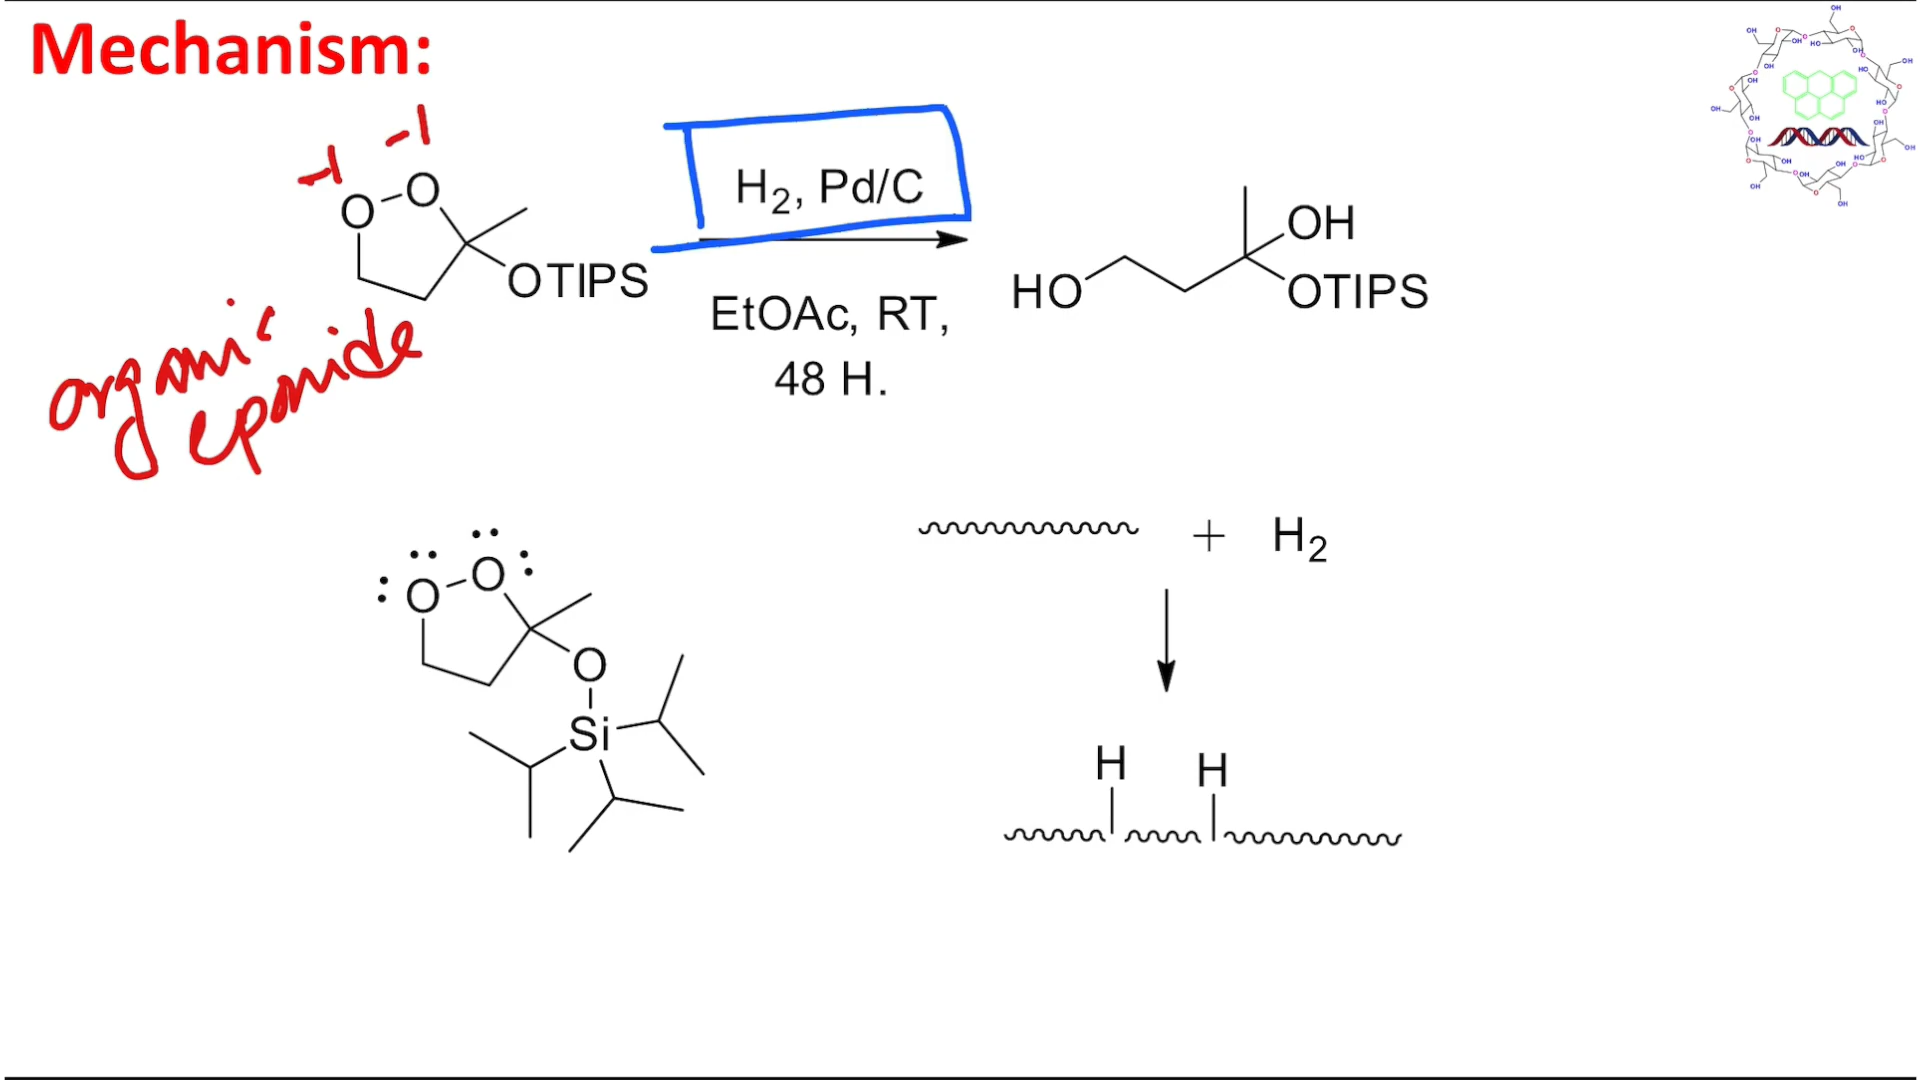 Mechanism:
-1
-1
O
O
OTIPS
organic
epoxide
H2, Pd/C
EtOAc, RT,
48 H.
HO
OH
OTIPS
O
O
O
Si
+ H2
H H